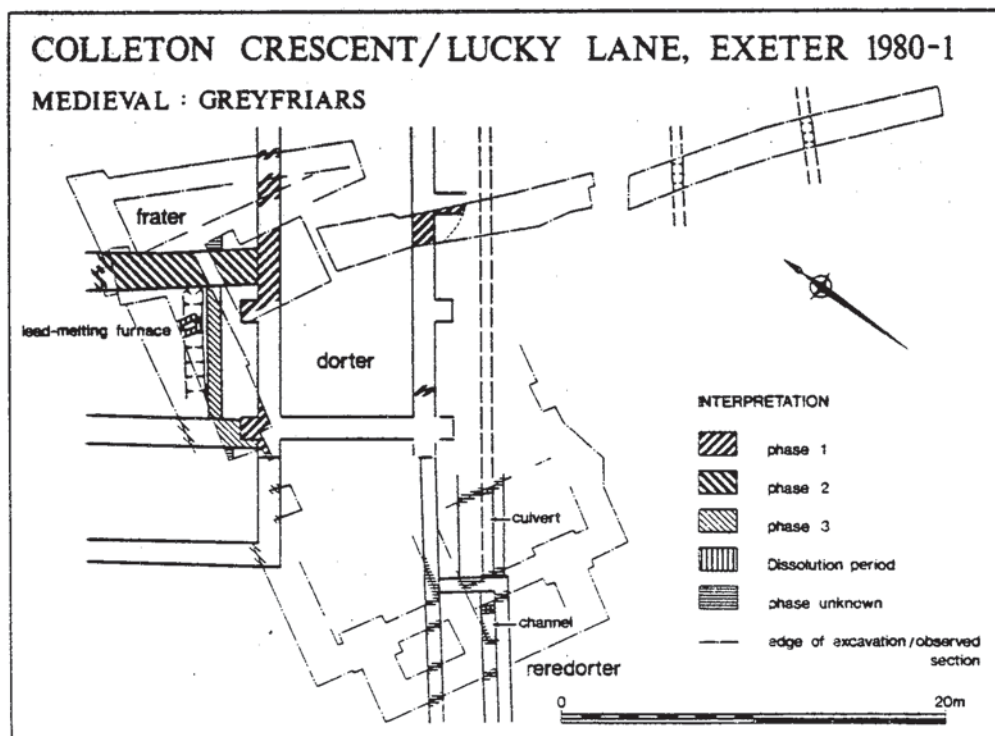 COLLETON CRESCENT/LUCKY LANE, EXETER 1980-1
MEDIEVAL : GREYFRIARS
frater
lead-melting furnace
dorter
culvert
channel
reredorter
INTERPRETATION
phase 1
phase 2
phase 3
Dissolution period
phase unknown
edge of excavation/observed
section
0
20m